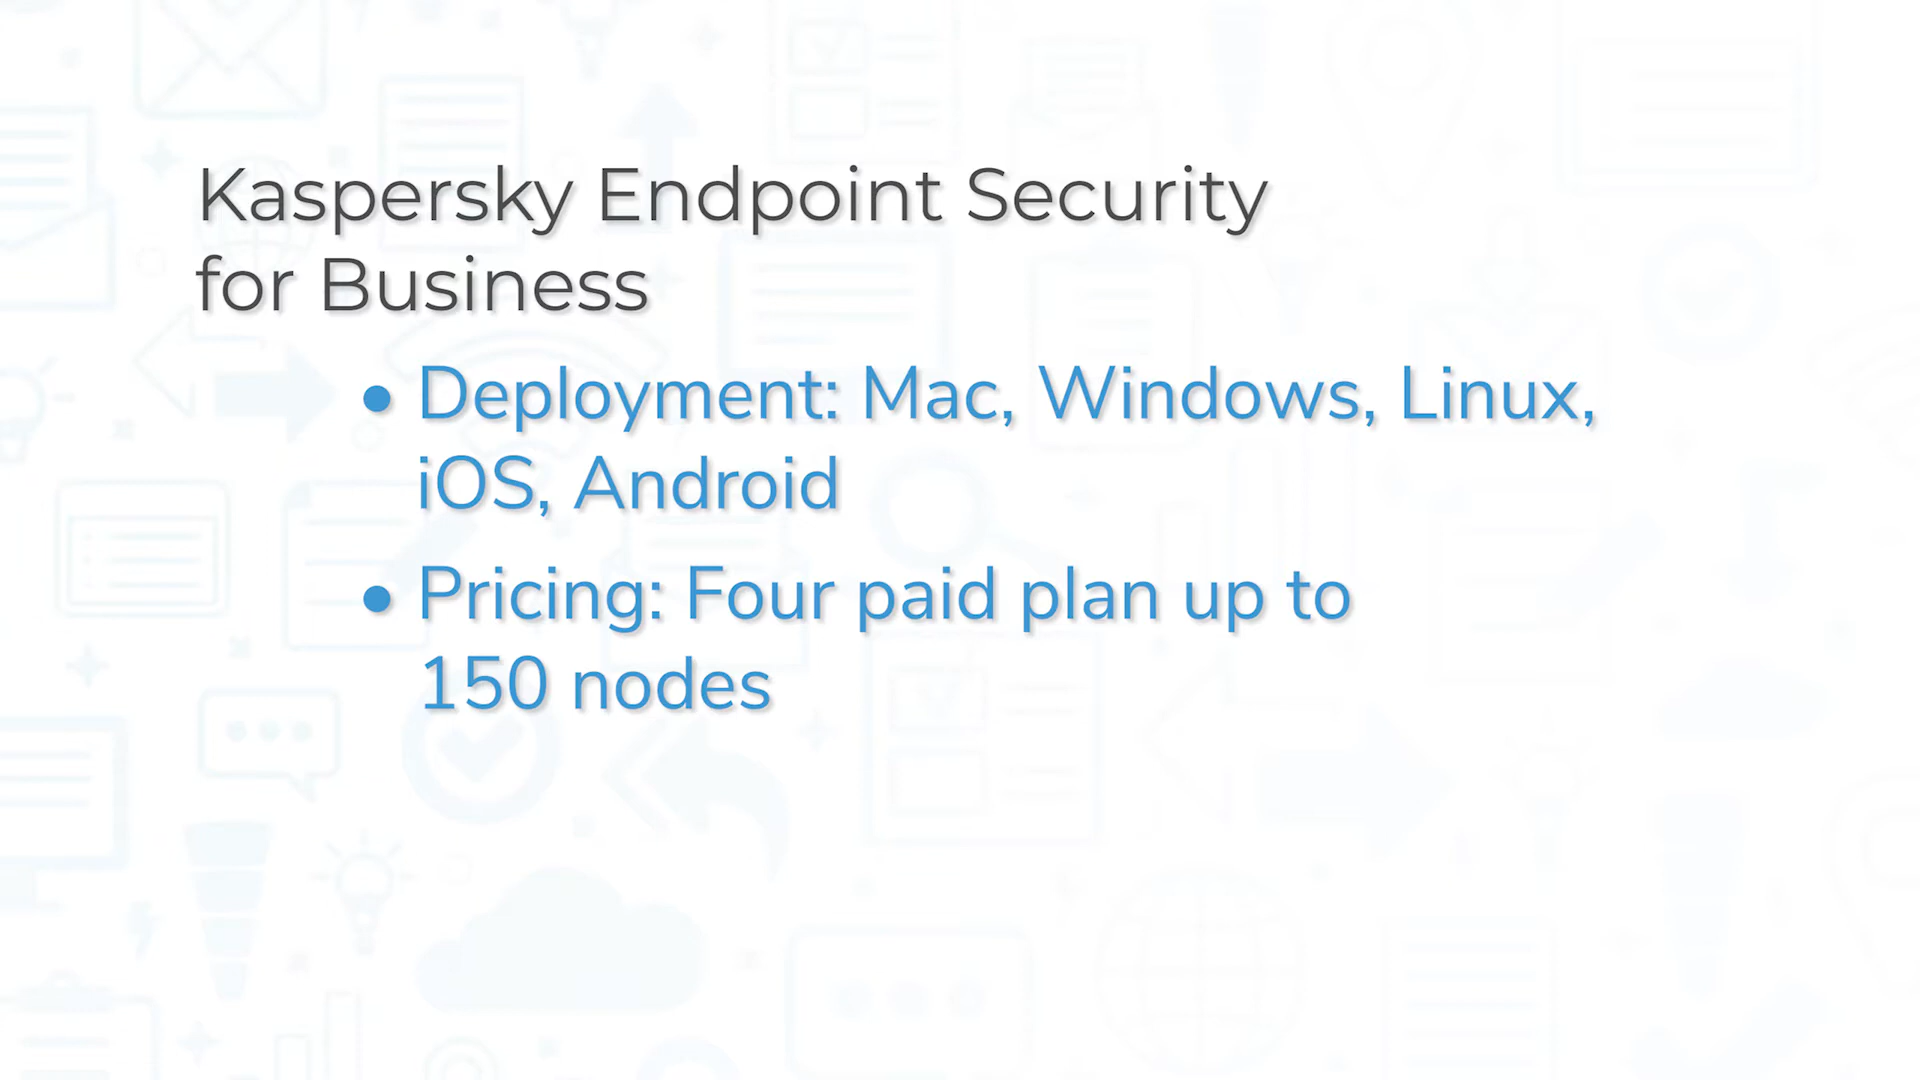 Kaspersky Endpoint Security
for Business
• Deployment: Mac, Windows, Linux,
iOS, Android
• Pricing: Four paid plan up to
150 nodes